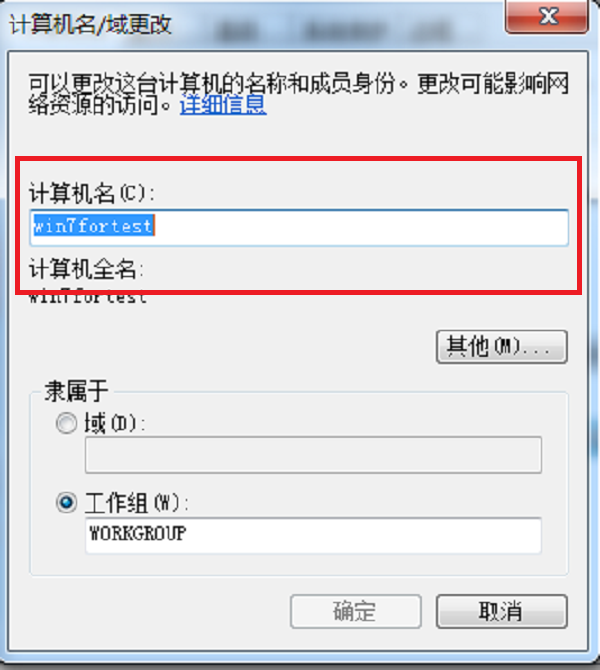 计算机名/域更改
可以更改这台计算机的名称和成员身份。更改可能影响网
络资源的访问。详细信息
计算机名(C):
win7fortest
计算机全名:
win7fortest
其他(M)...
隶属于
域(D):
工作组(W):
WORKGROUP
确定
取消